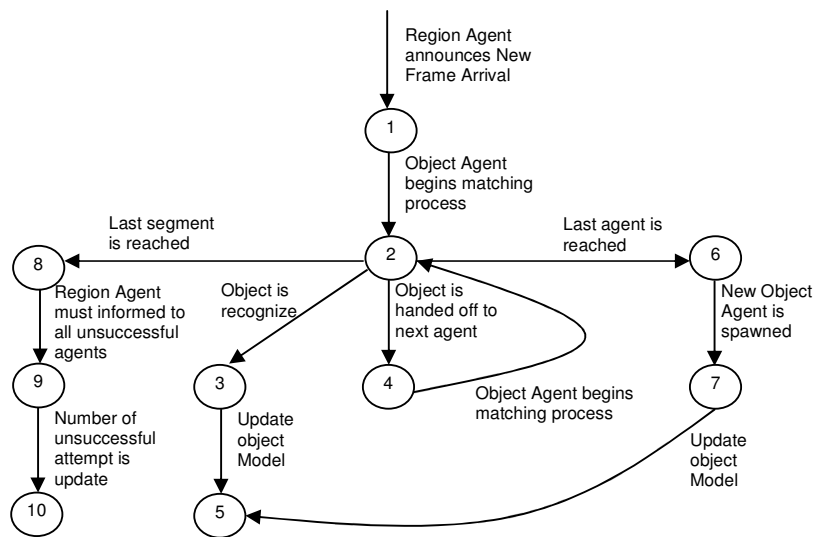 Region Agent
announces New
Frame Arrival
1
Object Agent
begins matching
process
Last segment
is reached
Last agent is
reached
8
2
6
Region Agent
must informed to
all unsuccessful
agents
Object is
recognize
Object is
handed off to
next agent
New Object
Agent is
spawned
9
3
4
7
Object Agent begins
matching process
Number of
unsuccessful
attempt is
update
Update
object
Model
Update
object
Model
10
5